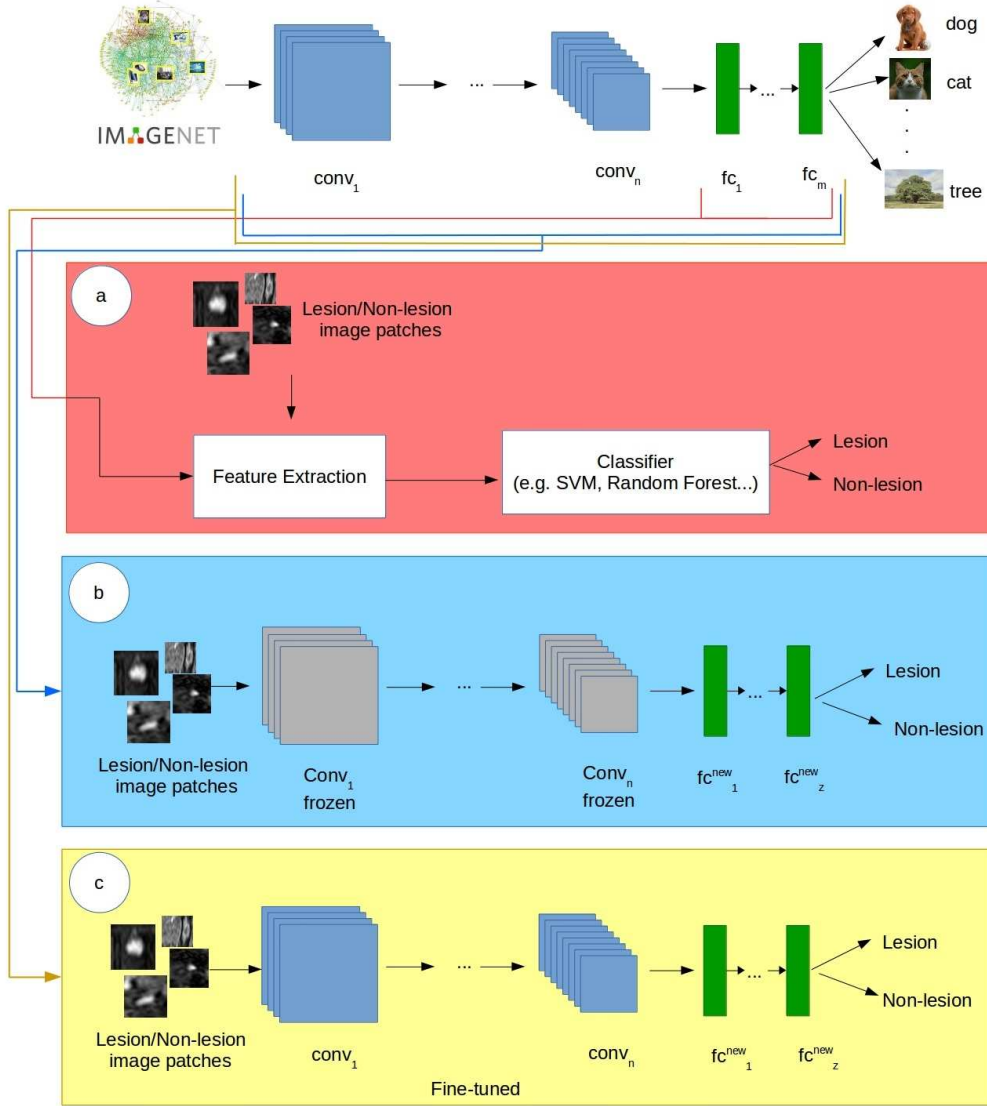 dog
cat
tree
IMAGENET
...
...
conv1
convn
fc1
fcm
a
Lesion/Non-lesion
image patches
Feature Extraction
Classifier
(e.g. SVM, Random Forest...)
Lesion
Non-lesion
b
...
...
Lesion
Non-lesion
Lesion/Non-lesion
image patches
Conv1
frozen
Convn
frozen
fcnew1
fcnewz
c
...
...
Lesion
Non-lesion
Lesion/Non-lesion
image patches
conv1
convn
fcnew1
fcnewz
Fine-tuned